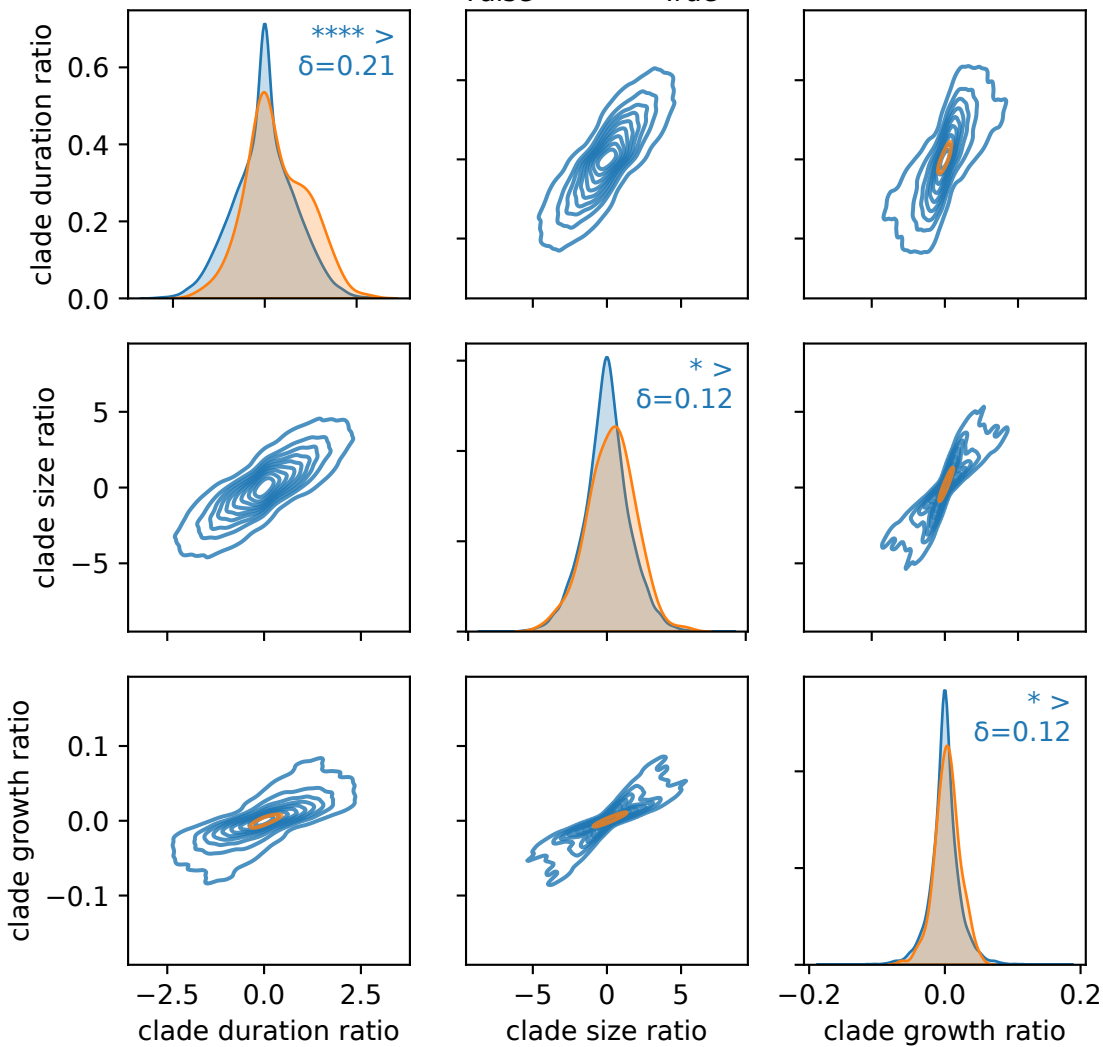 clade duration ratio
0.6
0.4
0.2
0.0
**** >
δ=0.21
clade size ratio
5
0
−5
* >
δ=0.12
clade growth ratio
0.1
0.0
−0.1
* >
δ=0.12
−2.5 0.0 2.5
−5 0 5
−0.2 0.0 0.2
clade duration ratio
clade size ratio
clade growth ratio